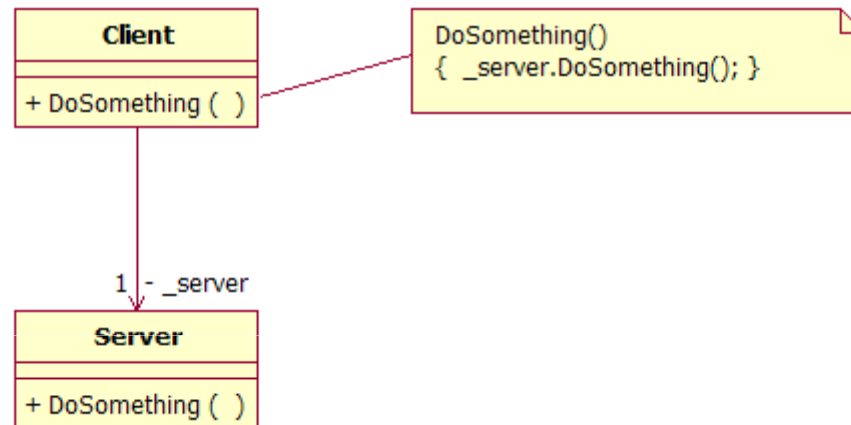 Client
+ DoSomething ( )
DoSomething()
{ _server.DoSomething(); }
1 - _server
Server
+ DoSomething ( )